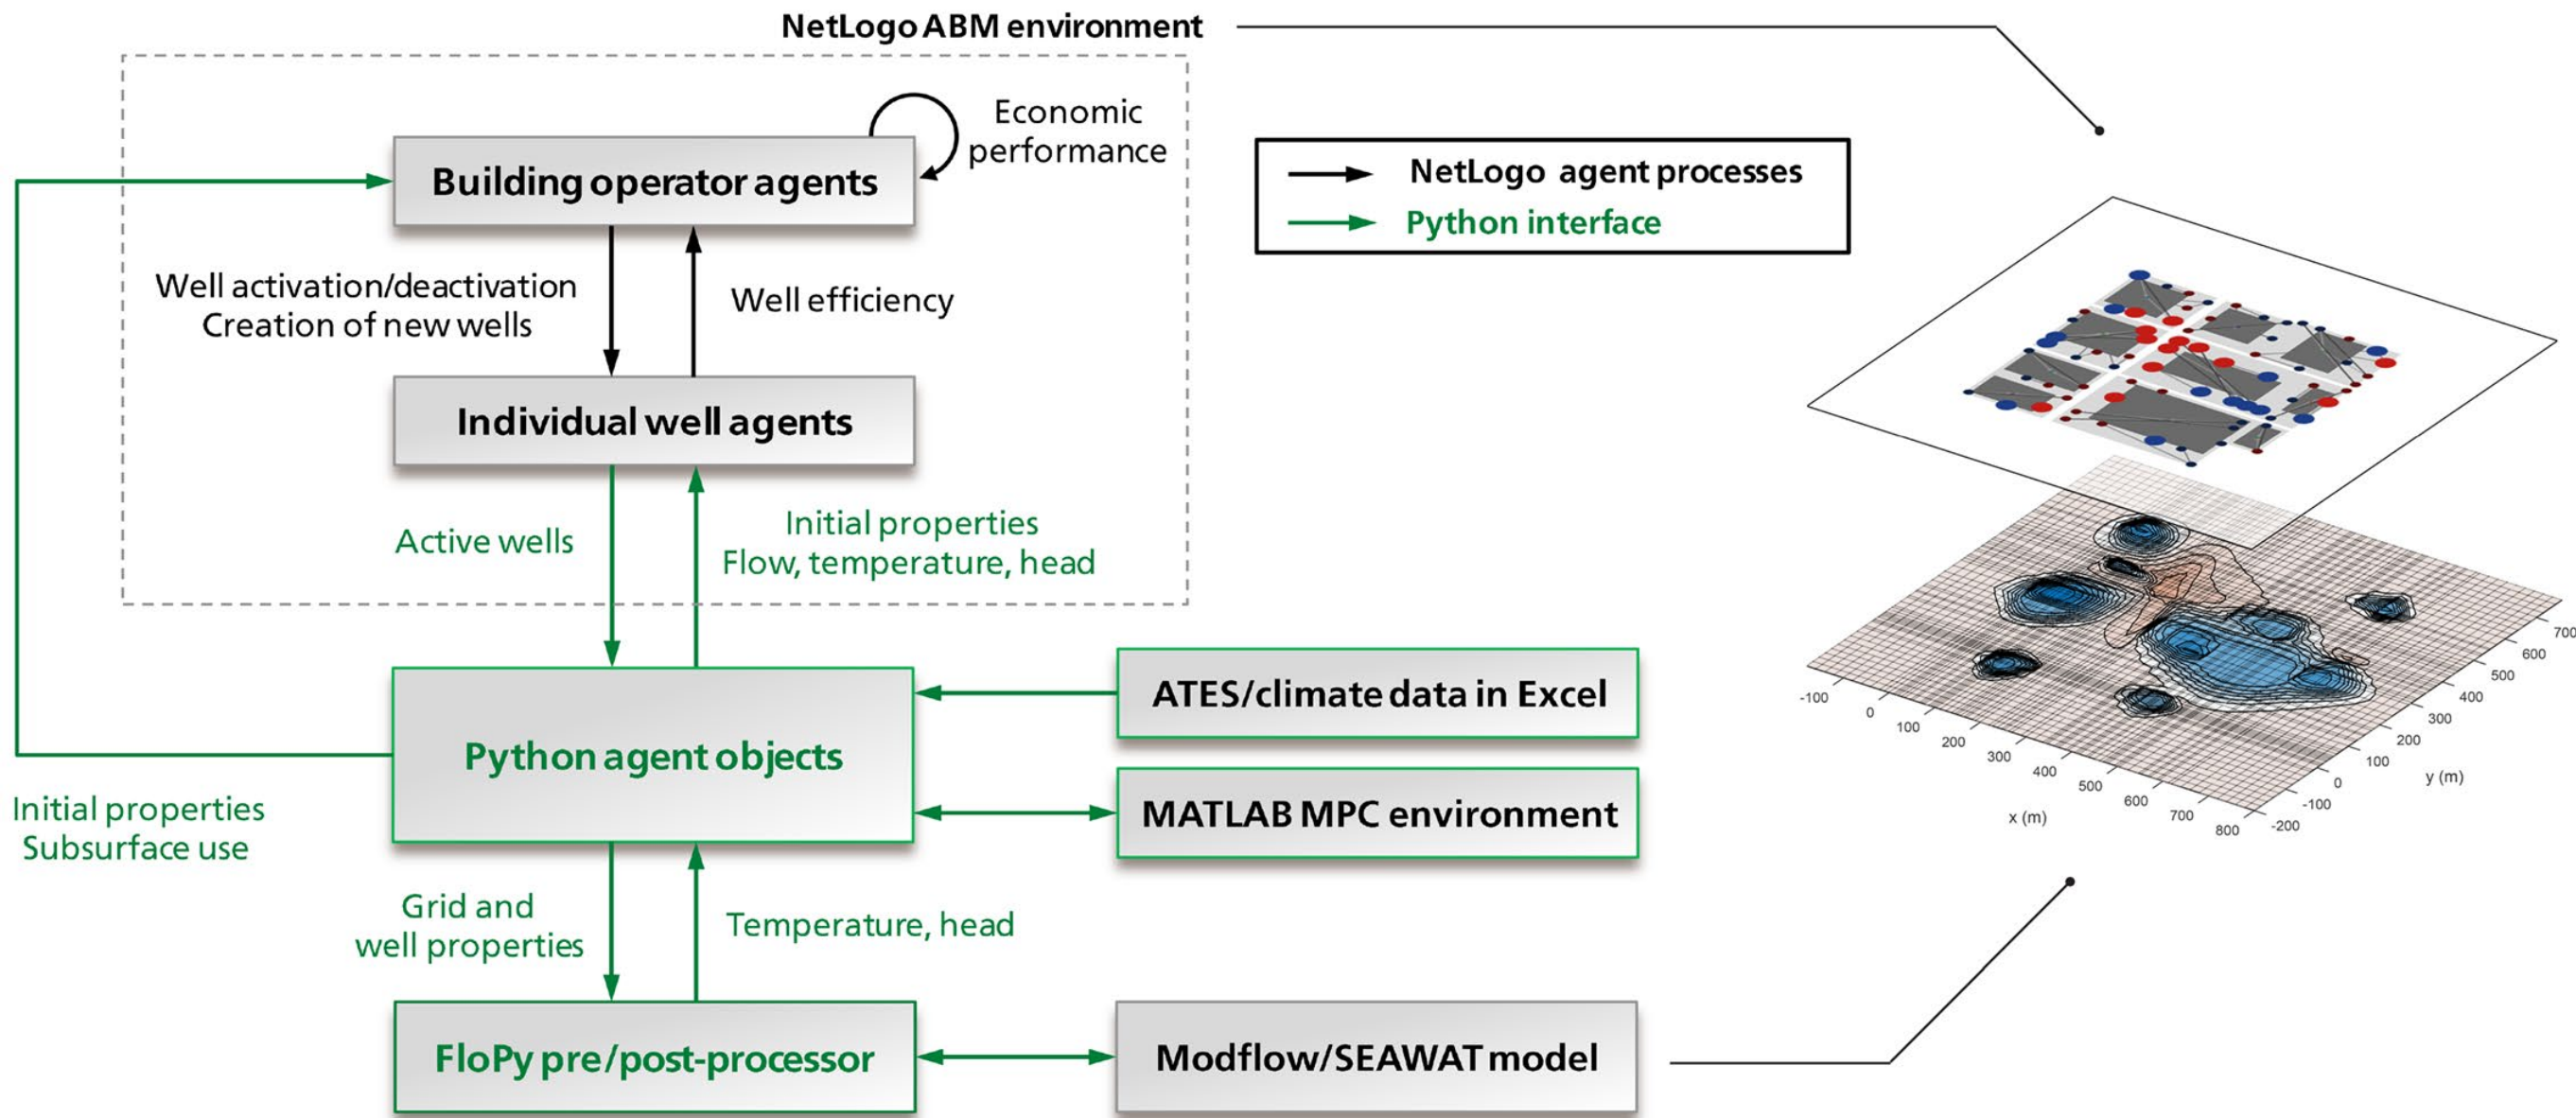 NetLogo ABM environment
Economic
performance
Building operator agents
NetLogo agent processes
Python interface
Well activation/deactivation
Creation of new wells
Well efficiency
Individual well agents
Active wells
Initial properties
Flow, temperature, head
ATES/climate data in Excel
Python agent objects
MATLAB MPC environment
Initial properties
Subsurface use
Grid and
well properties
Temperature, head
FloPy pre/post-processor
Modflow/SEAWAT model
-100
0
100
200
300
400
500
600
700
800
x (m)
-200
-100
0
100
200
300
400
500
600
700
y (m)